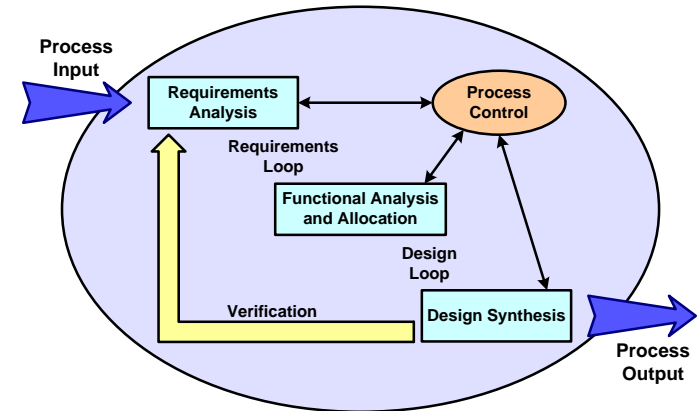 Process
Input
Requirements
Analysis
Process
Control
Requirements
Loop
Functional Analysis
and Allocation
Design
Loop
Verification
Design Synthesis
Process
Output